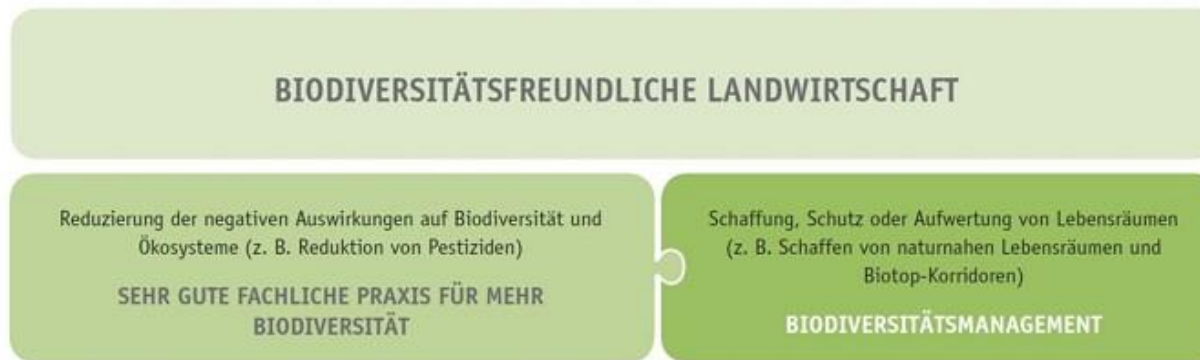 BIODIVERSITÄTSFREUNDLICHE LANDWIRTSCHAFT
Reduzierung der negativen Auswirkungen auf Biodiversität und
Ökosysteme (z. B. Reduktion von Pestiziden)
SEHR GUTE FACHLICHE PRAXIS FÜR MEHR
BIODIVERSITÄT
Schaffung, Schutz oder Aufwertung von Lebensräumen
(z. B. Schaffen von naturnahen Lebensräumen und
Biotop-Korridoren)
BIODIVERSITÄTSMANAGEMENT